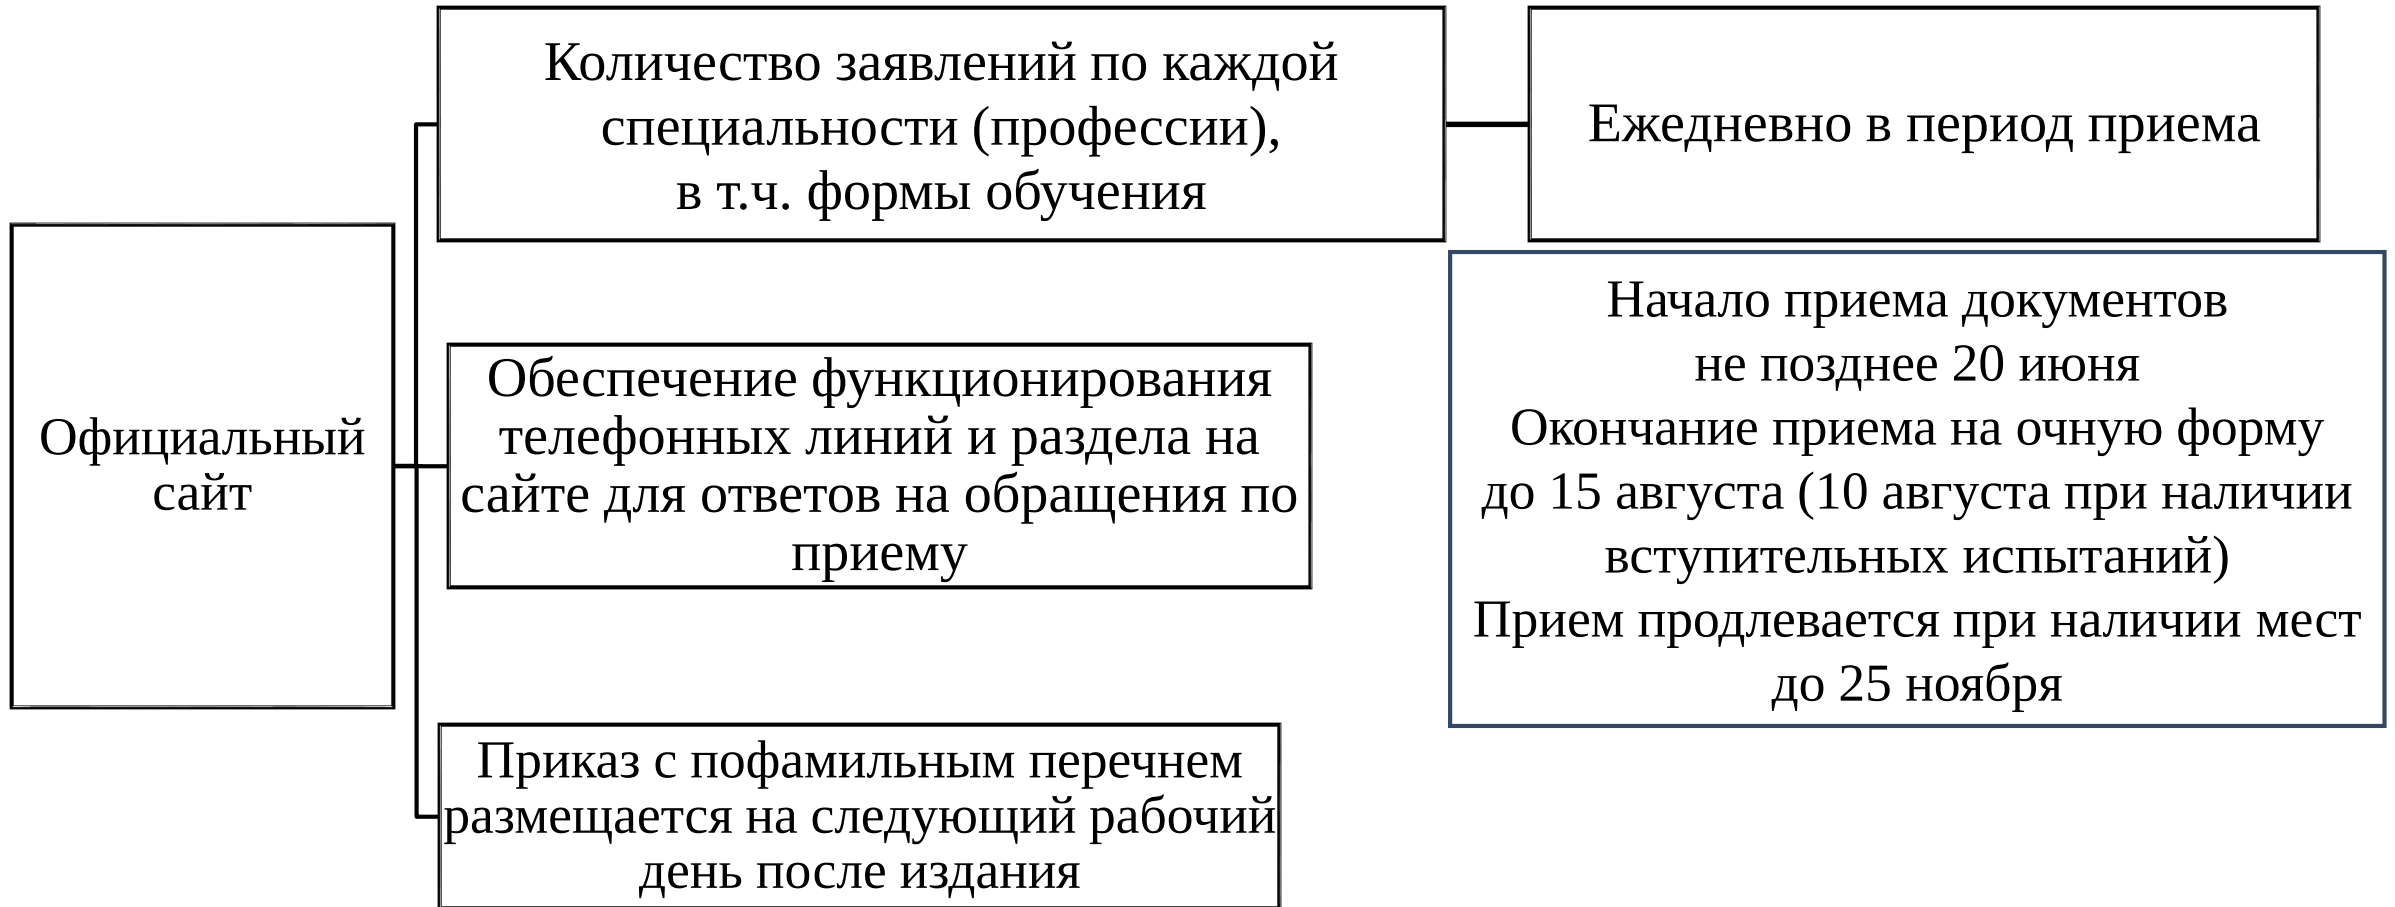 Количество заявлений по каждой
специальности (профессии),
в т.ч. формы обучения
Ежедневно в период приема
Официальный
сайт
Обеспечение функционирования
телефонных линий и раздела на
сайте для ответов на обращения по
приему
Начало приема документов
не позднее 20 июня
Окончание приема на очную форму
до 15 августа (10 августа при наличии
вступительных испытаний)
Прием продлевается при наличии мест
до 25 ноября
Приказ с пофамильным перечнем
размещается на следующий рабочий
день после издания